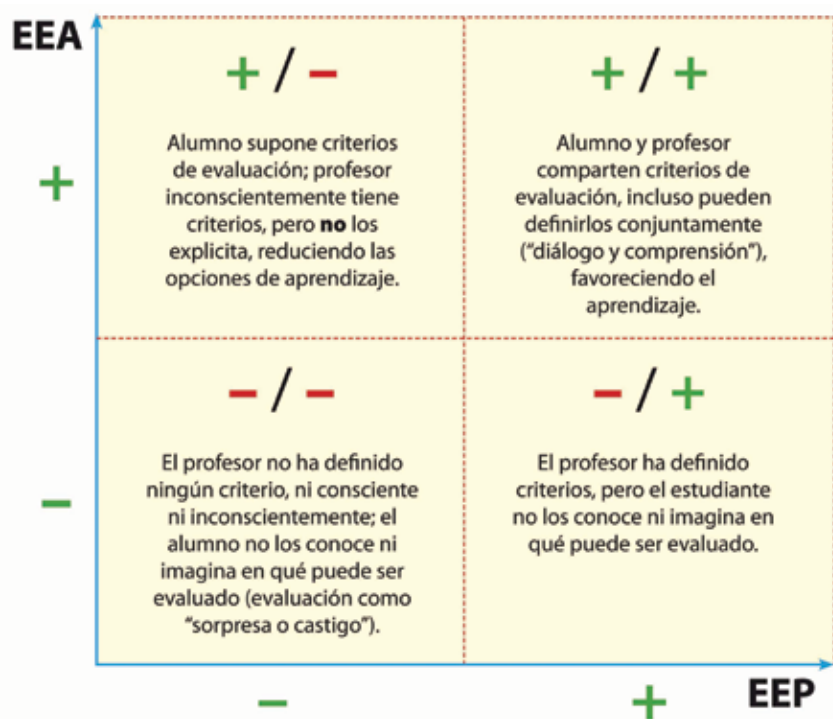 EEA
+ / −
Alumno supone criterios
de evaluación; profesor
inconscientemente tiene
criterios, pero no los
explicita, reduciendo las
opciones de aprendizaje.
+ / +
Alumno y profesor
comparten criterios de
evaluación, incluso pueden
definirlos conjuntamente
(“diálogo y comprensión”),
favoreciendo el
aprendizaje.
+
− / −
El profesor no ha definido
ningún criterio, ni consciente
ni inconscientemente; el
alumno no los conoce ni
imagina en qué puede ser
evaluado (evaluación como
“sorpresa o castigo”).
− / +
El profesor ha definido
criterios, pero el estudiante
no los conoce ni imagina en
qué puede ser evaluado.
−
−
+
EEP